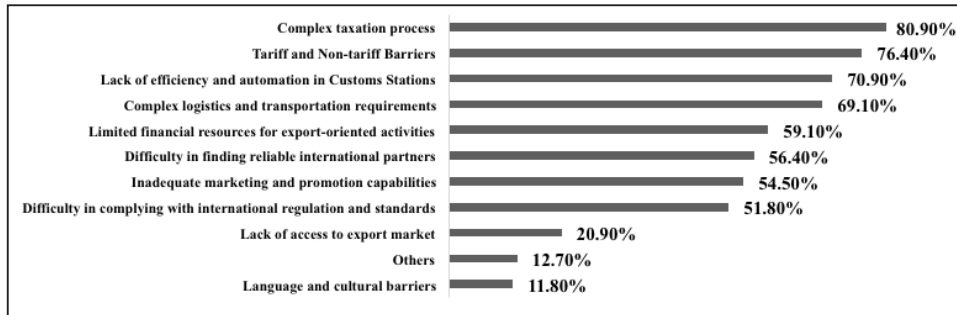 Complex taxation process 80.90%
Tariff and Non-tariff Barriers 76.40%
Lack of efficiency and automation in Customs Stations 70.90%
Complex logistics and transportation requirements 69.10%
Limited financial resources for export-oriented activities 59.10%
Difficulty in finding reliable international partners 56.40%
Inadequate marketing and promotion capabilities 54.50%
Difficulty in complying with international regulation and standards 51.80%
Lack of access to export market 20.90%
Others 12.70%
Language and cultural barriers 11.80%